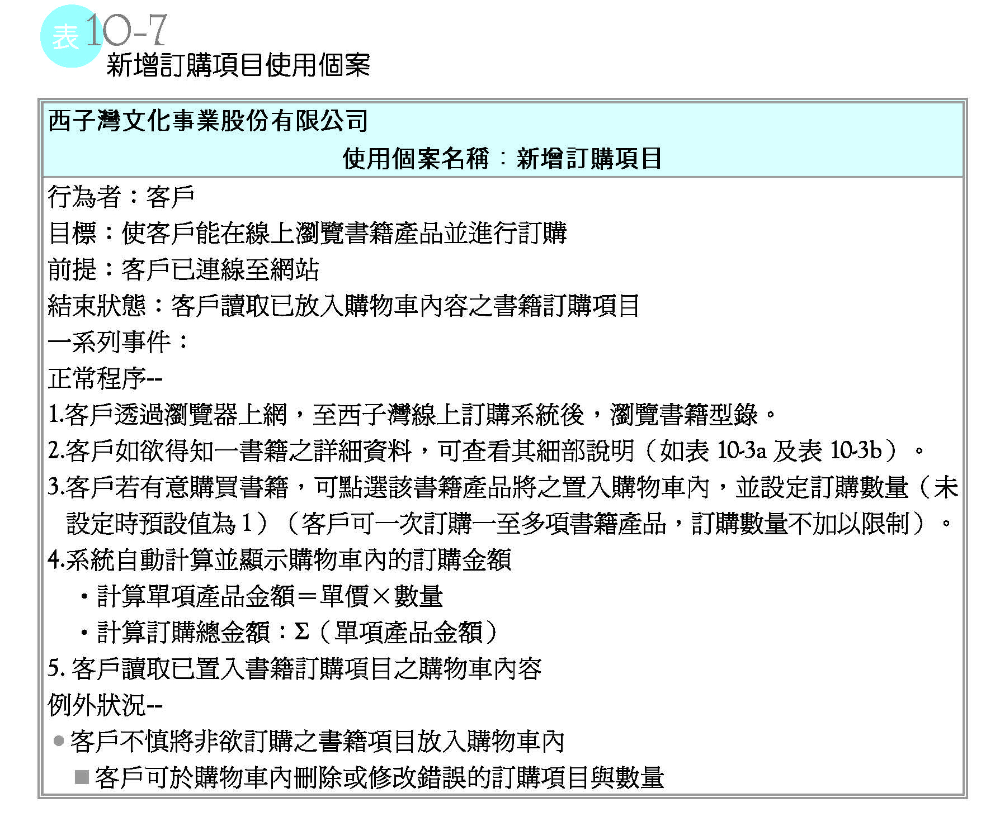 表10-7
新增訂購項目使用個案
西子灣文化事業股份有限公司
使用個案名稱：新增訂購項目
行為者：客戶
目標：使客戶能在線上瀏覽書籍產品並進行訂購
前提：客戶已連線至網站
結束狀態：客戶讀取已放入購物車內容之書籍訂購項目
一系列事件：
正常程序--
1.客戶透過瀏覽器上網，至西子灣線上訂購系統後，瀏覽書籍型錄。
2.客戶如欲得知一書籍之詳細資料，可查看其細部說明（如表 10-3a 及表 10-3b）。
3.客戶若有意購買書籍，可點選該書籍產品將之置入購物車內，並設定訂購數量（未
設定時預設值為 1）（客戶可一次訂購一至多項書籍產品，訂購數量不加以限制）。
4.系統自動計算並顯示購物車內的訂購金額
・計算單項產品金額＝單價×數量
・計算訂購總金額：Σ（單項產品金額）
5. 客戶讀取已置入書籍訂購項目之購物車內容
例外狀況--
●客戶不慎將非欲訂購之書籍項目放入購物車內
■客戶可於購物車內刪除或修改錯誤的訂購項目與數量